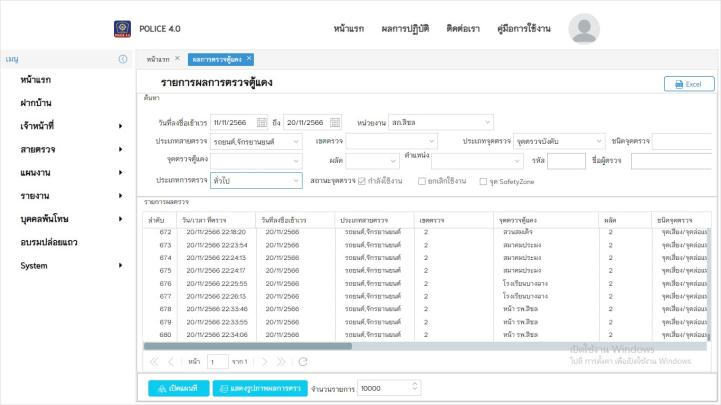 POLICE 4.0
หน้าแรก ผลการปฏิบัติ ติดต่อเรา คู่มือการใช้งาน
เมนู
หน้าแรก × ผลการตรวจตู้แดง ×
หน้าแรก
ฝากบ้าน
เจ้าหน้าที่
สายตรวจ
แผนงาน
รายงาน
บุคคลพ้นโทษ
อบรมปล่อยแถว
System
รายการผลการตรวจตู้แดง
Excel
ค้นหา
วันที่ลงชื่อเข้าเวร 11/11/2566 ถึง 20/11/2566 หน่วยงาน สภ.สิชล
ประเภทสายตรวจ รถยนต์,จักรยานยนต์ เขตตรวจ ประเภทจุดตรวจ จุดตรวจบังคับ ชนิดจุดตรวจ
จุดตรวจตู้แดง ผลัด ตำแหน่ง รหัส ชื่อผู้ตรวจ
ประเภทการตรวจ ทั่วไป สถานะจุดตรวจ กำลังใช้งาน ยกเลิกใช้งาน จุด SafetyZone
รายการผลตรวจ
ลำดับ วัน/เวลา ที่ตรวจ วันที่ลงชื่อเข้าเวร ประเภทสายตรวจ เขตตรวจ จุดตรวจตู้แดง ผลัด ชนิดจุดตรวจ
672 20/11/2566 22:18:20 20/11/2566 รถยนต์,จักรยานยนต์ 2 สวนสมเด็จ 2 จุดเสี่ยง/จุดล่อแห
673 20/11/2566 22:23:54 20/11/2566 รถยนต์,จักรยานยนต์ 2 สมาคมประมง 2 จุดเสี่ยง/จุดล่อแห
674 20/11/2566 22:24:13 20/11/2566 รถยนต์,จักรยานยนต์ 2 สมาคมประมง 2 จุดเสี่ยง/จุดล่อแห
675 20/11/2566 22:24:17 20/11/2566 รถยนต์,จักรยานยนต์ 2 สมาคมประมง 2 จุดเสี่ยง/จุดล่อแห
676 20/11/2566 22:25:55 20/11/2566 รถยนต์,จักรยานยนต์ 2 โรงเรียนบางฉาง 2 จุดเสี่ยง/จุดล่อแห
677 20/11/2566 22:26:13 20/11/2566 รถยนต์,จักรยานยนต์ 2 โรงเรียนบางฉาง 2 จุดเสี่ยง/จุดล่อแห
678 20/11/2566 22:33:46 20/11/2566 รถยนต์,จักรยานยนต์ 2 หน้า รพ.สิชล 2 จุดเสี่ยง/จุดล่อแห
679 20/11/2566 22:33:55 20/11/2566 รถยนต์,จักรยานยนต์ 2 หน้า รพ.สิชล 2 จุดเสี่ยง/จุดล่อแห
680 20/11/2566 22:34:06 20/11/2566 รถยนต์,จักรยานยนต์ 2 หน้า รพ.สิชล 2 จุดเสี่ยง/จุดล่อแห
หน้า 1 จาก 1
เปิดใช้งาน Windows
ไปที่ การตั้งค่า เพื่อเปิดใช้งาน Windows
เปิดแผนที่ แสดงรูปภาพผลการตรวจ จำนวนรายการ 10000